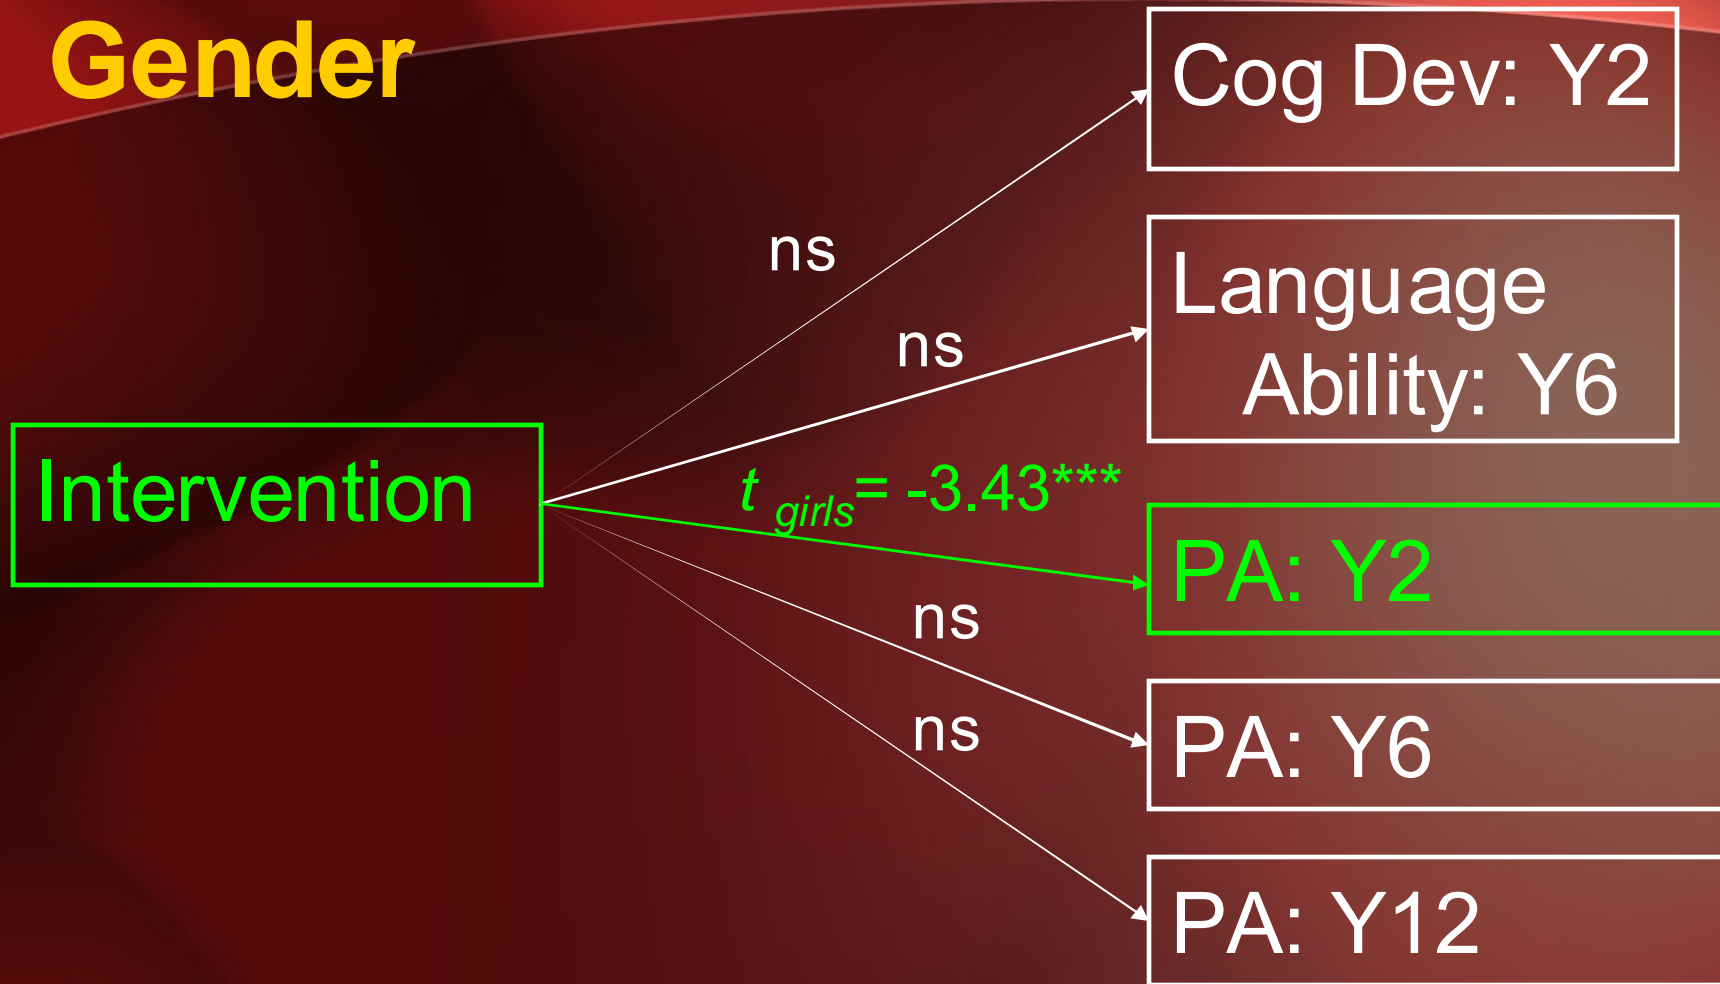 Gender
Cog Dev: Y2
ns
Language
Ability: Y6
ns
Intervention
t girls= -3.43***
PA: Y2
ns
PA: Y6
ns
PA: Y12